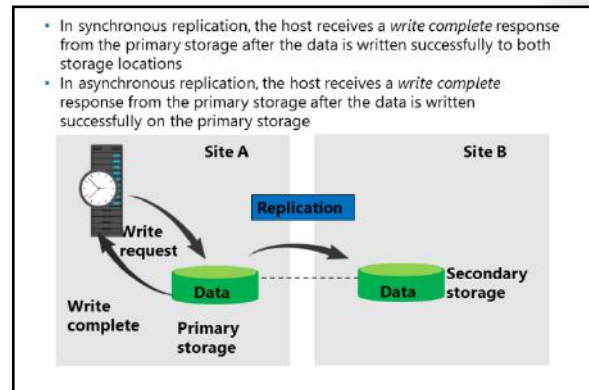 • In synchronous replication, the host receives a write complete response
from the primary storage after the data is written successfully to both
storage locations
• In asynchronous replication, the host receives a write complete
response from the primary storage after the data is written
successfully on the primary storage
Site A
Site B
Replication
Write
request
Write
complete
Data
Primary
storage
Data
Secondary
storage